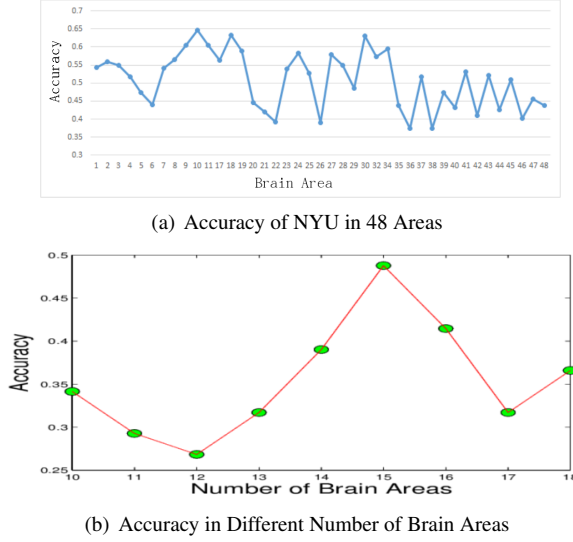 0.7
0.65
0.6
0.55
0.5
0.45
0.4
0.35
0.3
Accuracy
1 2 3 4 5 6 7 8 9 10 11 17 18 19 20 21 22 23 24 25 26 27 28 29 30 32 34 35 36 37 38 39 40 41 42 43 44 45 46 47 48
Brain Area
(a) Accuracy of NYU in 48 Areas
0.5
0.45
0.4
0.35
0.3
0.25
Accuracy
10 11 12 13 14 15 16 17 18
Number of Brain Areas
(b) Accuracy in Different Number of Brain Areas